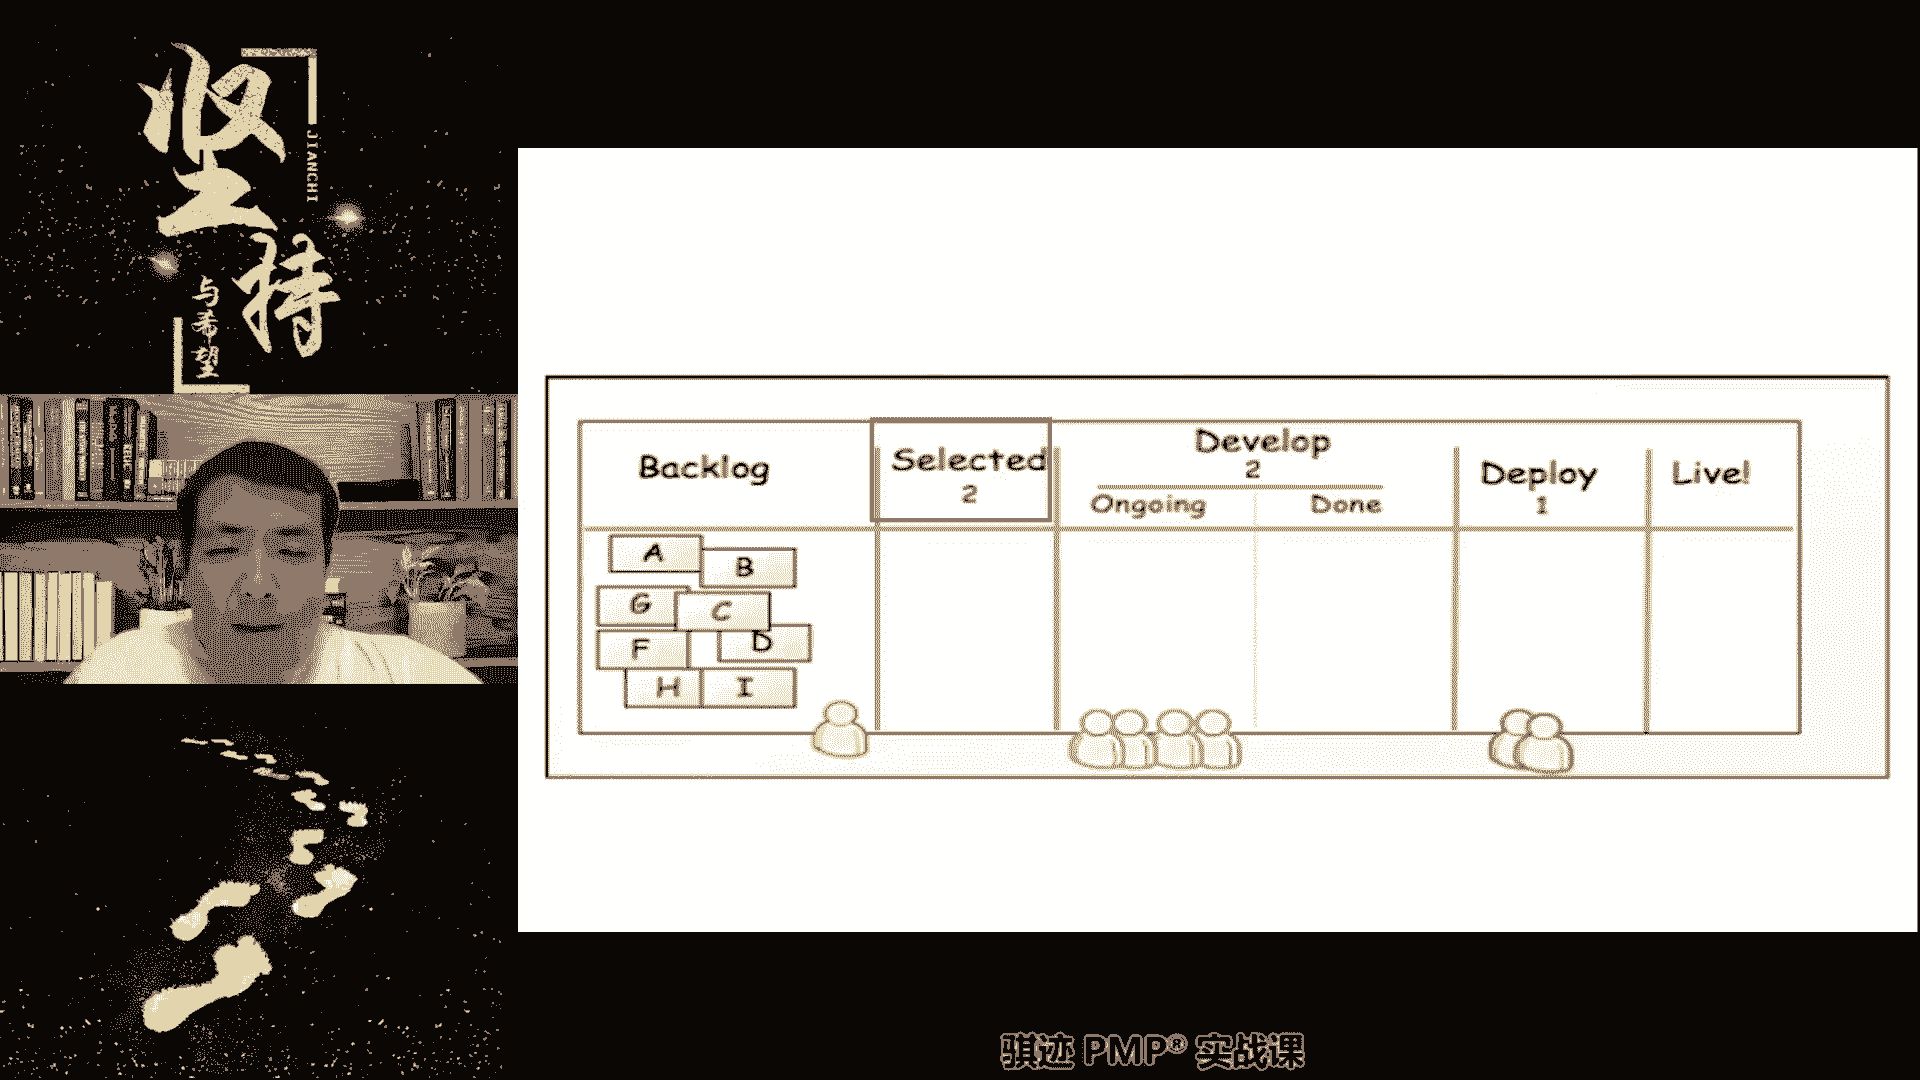 坚持
JIANCHI
与希望
Backlog
Selected
2
Develop
2
Ongoing
Done
Deploy
1
Live!
A
B
G
C
F
D
H
I
骐迹 PMP® 实战课